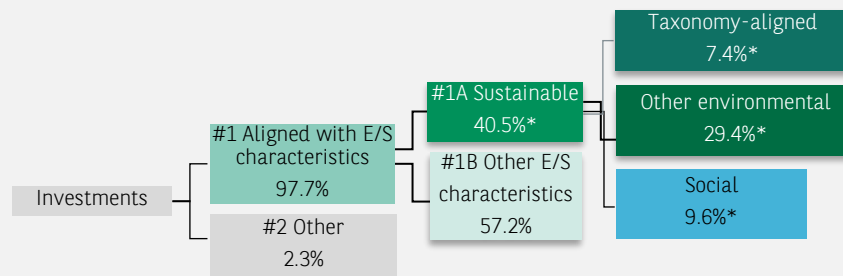 Investments
#1 Aligned with E/S
characteristics
97.7%
#2 Other
2.3%
#1A Sustainable
40.5%*
#1B Other E/S
characteristics
57.2%
Taxonomy-aligned
7.4%*
Other environmental
29.4%*
Social
9.6%*